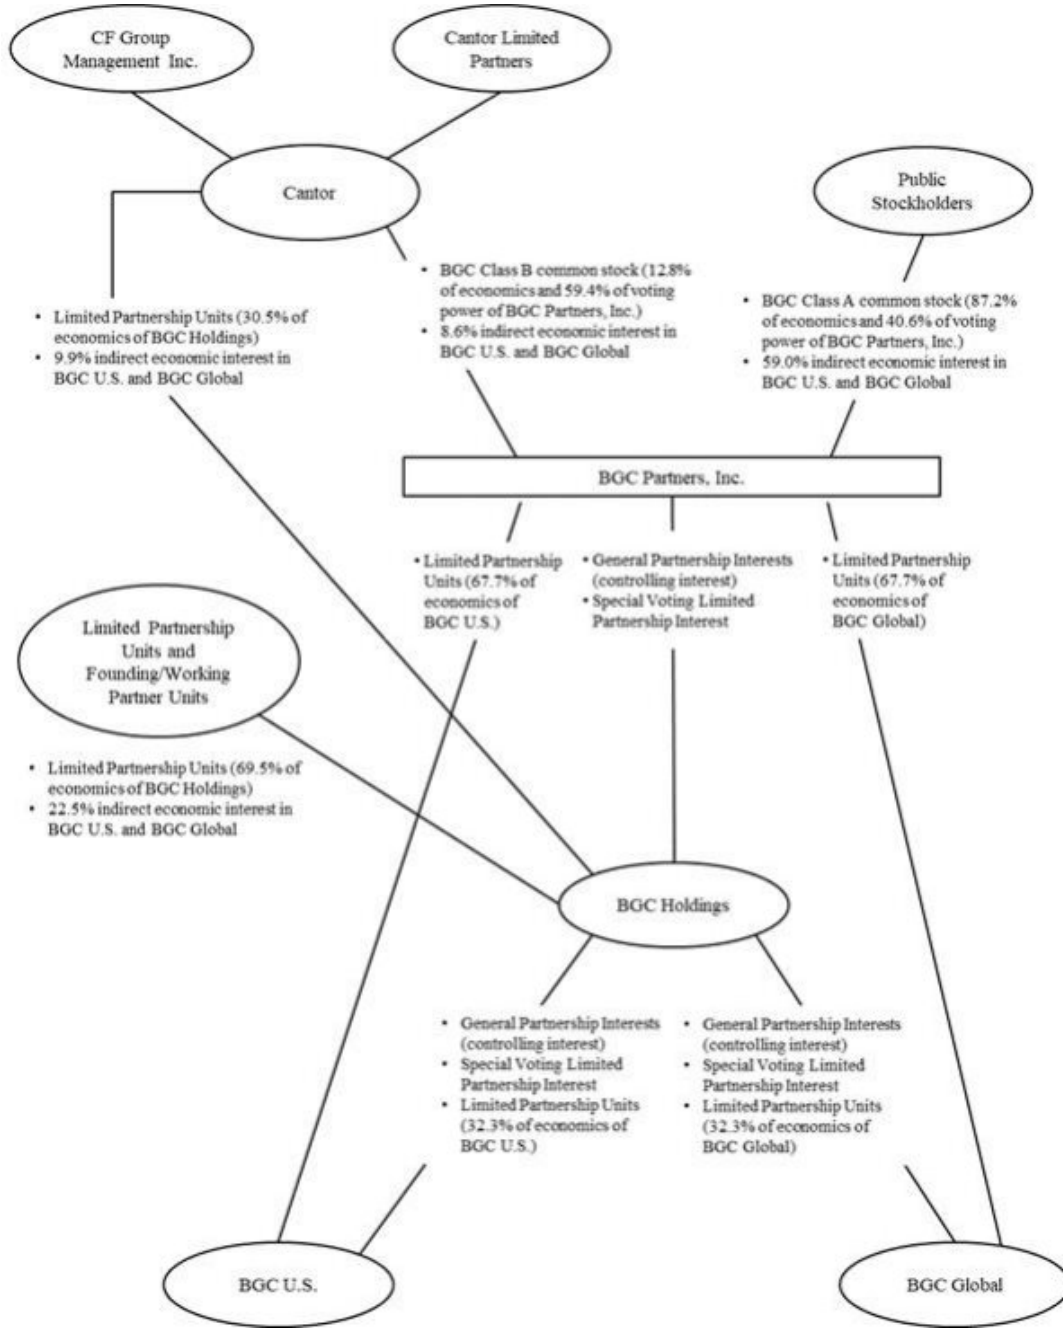 CF Group
Management Inc.
Cantor Limited
Partners
Cantor
Public
Stockholders
• Limited Partnership Units (30.5% of
economics of BGC Holdings)
• 9.9% indirect economic interest in
BGC U.S. and BGC Global
• BGC Class B common stock (12.8%
of economics and 59.4% of voting
power of BGC Partners, Inc.)
• 8.6% indirect economic interest in
BGC U.S. and BGC Global
• BGC Class A common stock (87.2%
of economics and 40.6% of voting
power of BGC Partners, Inc.)
• 59.0% indirect economic interest in
BGC U.S. and BGC Global
BGC Partners, Inc.
• Limited Partnership
Units (67.7% of
economics of
BGC U.S.)
• General Partnership Interests
(controlling interest)
• Special Voting Limited
Partnership Interest
• Limited Partnership
Units (67.7% of
economics of
BGC Global)
Limited Partnership
Units and
Founding/Working
Partner Units
• Limited Partnership Units (69.5% of
economics of BGC Holdings)
• 22.5% indirect economic interest in
BGC U.S. and BGC Global
BGC Holdings
• General Partnership Interests
(controlling interest)
• Special Voting Limited
Partnership Interest
• Limited Partnership Units
(32.3% of economics of
BGC U.S.)
• General Partnership Interests
(controlling interest)
• Special Voting Limited
Partnership Interest
• Limited Partnership Units
(32.3% of economics of
BGC Global)
BGC U.S.
BGC Global